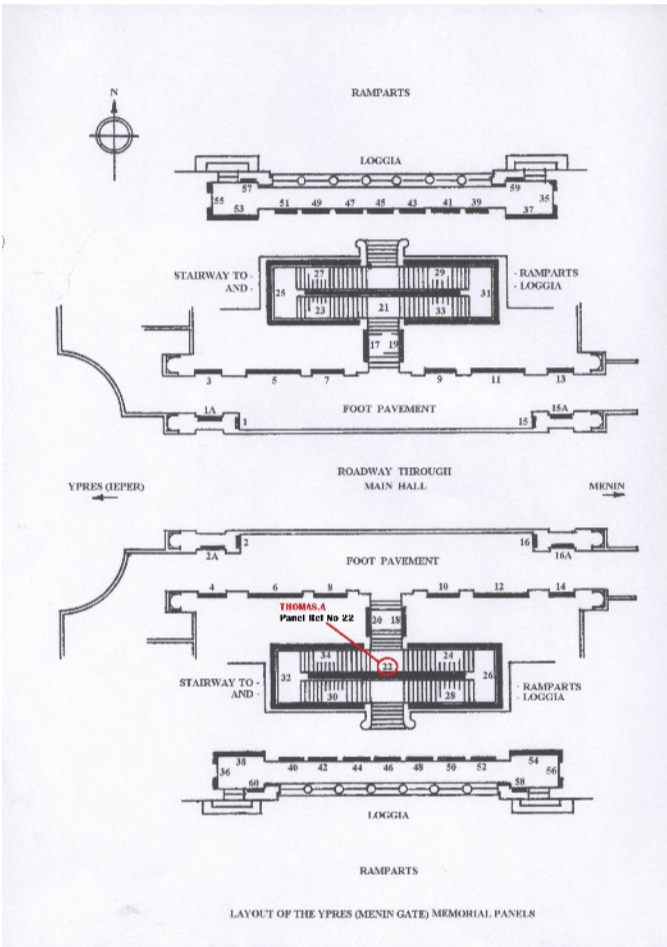 N
RAMPARTS
LOGGIA
57
59
55
53
51 49 47 45 43 41 39
37
35
STAIRWAY TO -
AND -
- RAMPARTS
- LOGGIA
27
29
25
31
23
21
33
17 19
3 5 7
9 11 13
1A
1
FOOT PAVEMENT
15
15A
ROADWAY THROUGH
MAIN HALL
YPRES (IEPER)
MENIN
2A
2
16
16A
FOOT PAVEMENT
4 6 8
10 12 14
THOMAS.A
Panel Ref No 22
20 18
34
22
24
32
26
STAIRWAY TO -
AND -
- RAMPARTS
- LOGGIA
30
28
38
36
60
40 42 44 46 48 50 52
54
56
58
LOGGIA
RAMPARTS
LAYOUT OF THE YPRES (MENIN GATE) MEMORIAL PANELS